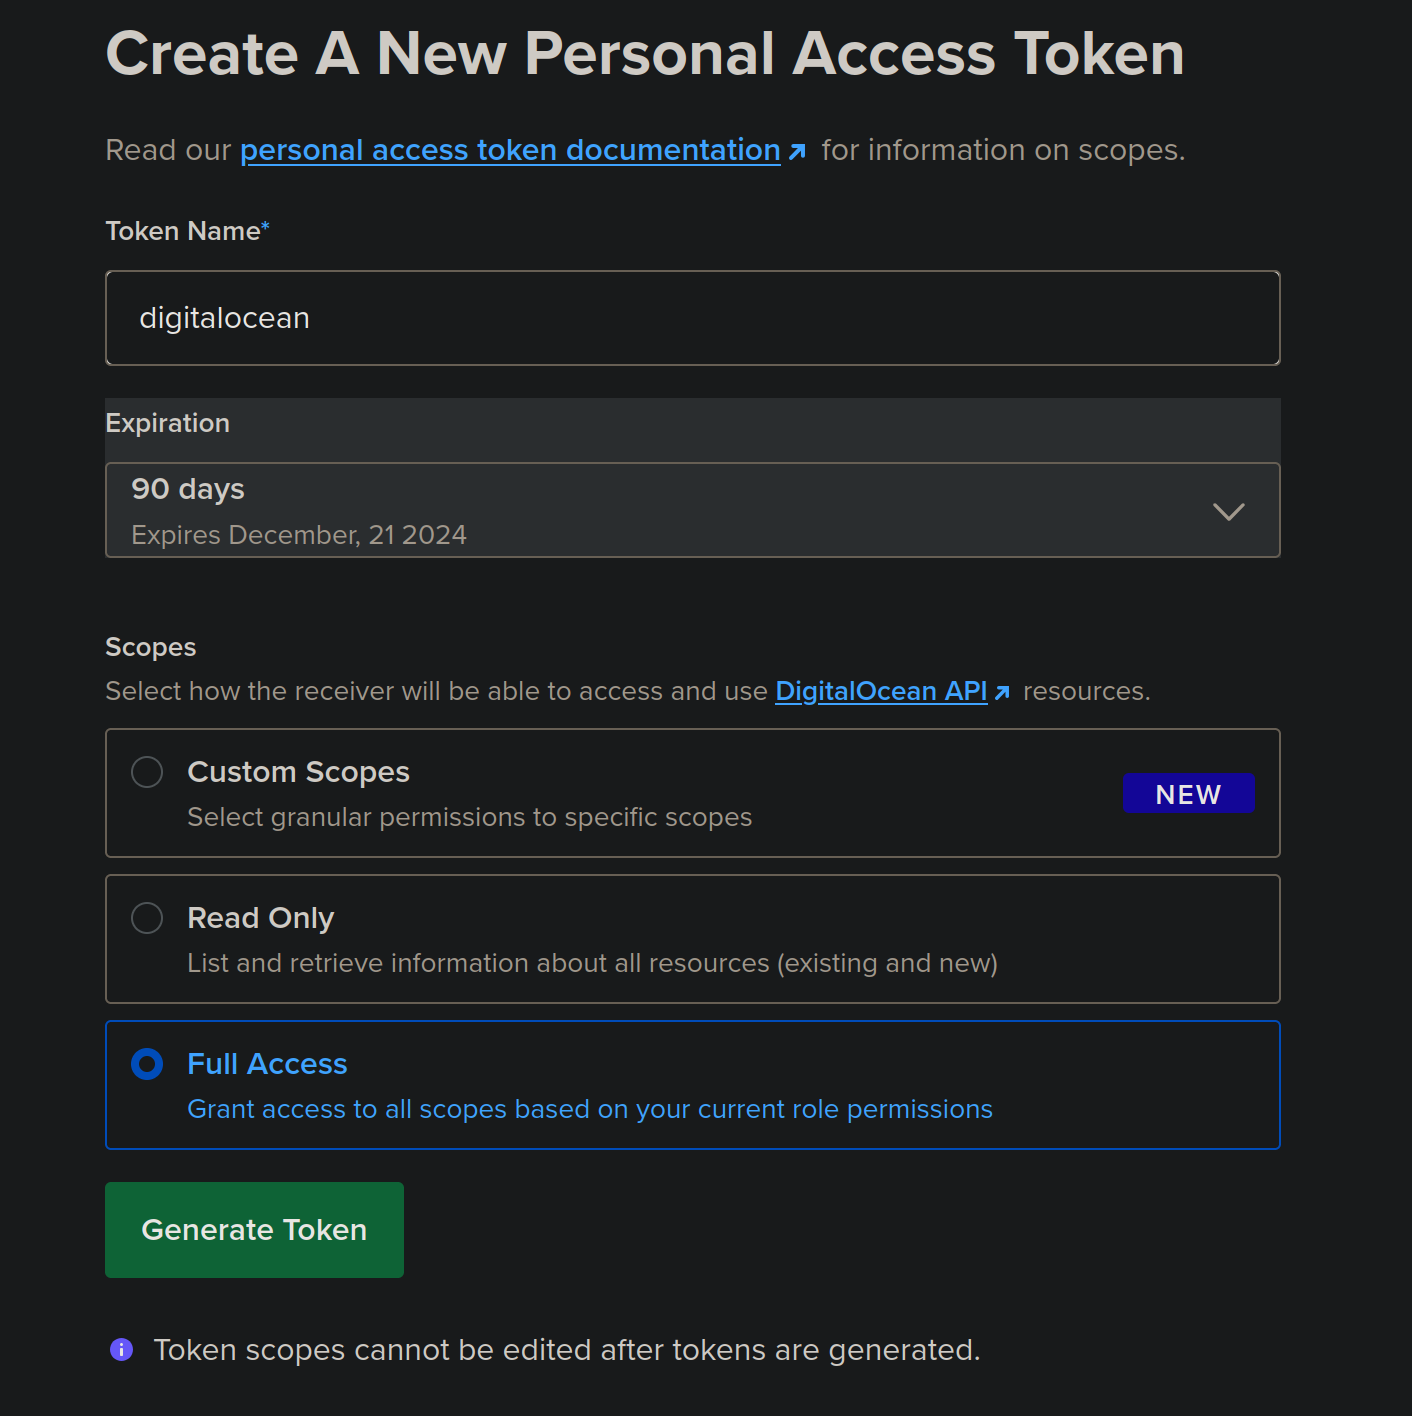 Create A New Personal Access Token
Read our personal access token documentation for information on scopes.
Token Name*
digitalocean
Expiration
90 days
Expires December, 21 2024
Scopes
Select how the receiver will be able to access and use DigitalOcean API resources.
Custom Scopes
Select granular permissions to specific scopes
NEW
Read Only
List and retrieve information about all resources (existing and new)
Full Access
Grant access to all scopes based on your current role permissions
Generate Token
Token scopes cannot be edited after tokens are generated.